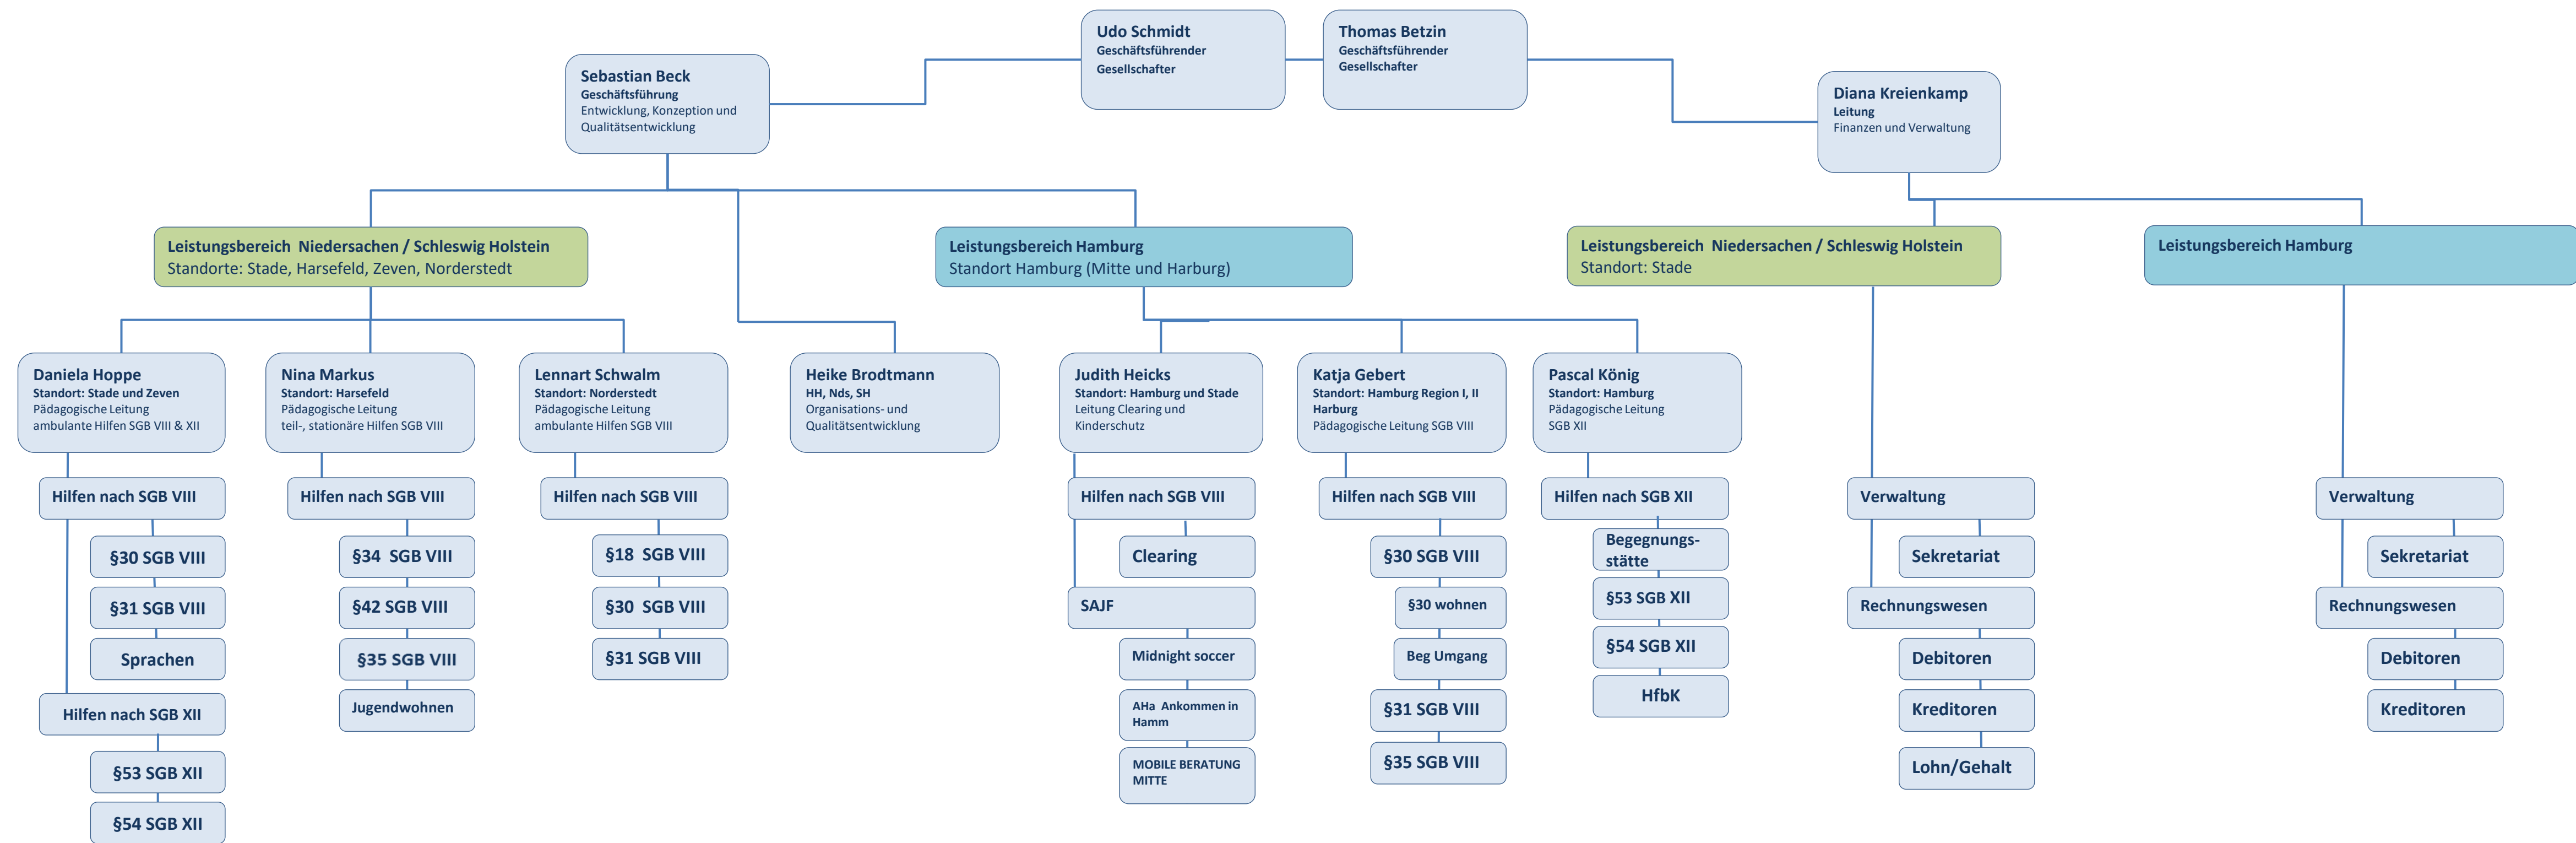 Udo Schmidt
Geschäftsführender
Gesellschafter
Thomas Betzin
Geschäftsführender
Gesellschafter
Sebastian Beck
Geschäftsführung
Entwicklung, Konzeption und
Qualitätsentwicklung
Diana Kreienkamp
Leitung
Finanzen und Verwaltung
Leistungsbereich Niedersachen / Schleswig Holstein
Standorte: Stade, Harsefeld, Zeven, Norderstedt
Leistungsbereich Hamburg
Standort Hamburg (Mitte und Harburg)
Leistungsbereich Niedersachen / Schleswig Holstein
Standort: Stade
Leistungsbereich Hamburg
Daniela Hoppe
Standort: Stade und Zeven
Pädagogische Leitung
ambulante Hilfen SGB VIII & XII
Nina Markus
Standort: Harsefeld
Pädagogische Leitung
teil-, stationäre Hilfen SGB VIII
Lennart Schwalm
Standort: Norderstedt
Pädagogische Leitung
ambulante Hilfen SGB VIII
Heike Brodtmann
HH, Nds, SH
Organisations- und
Qualitätsentwicklung
Judith Heicks
Standort: Hamburg und Stade
Leitung Clearing und
Kinderschutz
Katja Gebert
Standort: Hamburg Region I, II
Harburg
Pädagogische Leitung SGB VIII
Pascal König
Standort: Hamburg
Pädagogische Leitung
SGB XII
Hilfen nach SGB VIII
§30 SGB VIII
§31 SGB VIII
Sprachen
Hilfen nach SGB XII
§53 SGB XII
§54 SGB XII
Hilfen nach SGB VIII
§34 SGB VIII
§42 SGB VIII
§35 SGB VIII
Jugendwohnen
Hilfen nach SGB VIII
§18 SGB VIII
§30 SGB VIII
§31 SGB VIII
Hilfen nach SGB VIII
Clearing
SAJF
Midnight soccer
AHa Ankommen in
Hamm
MOBILE BERATUNG
MITTE
Hilfen nach SGB VIII
§30 SGB VIII
§30 wohnen
Beg Umgang
§31 SGB VIII
§35 SGB VIII
Hilfen nach SGB XII
Begegnungs-
stätte
§53 SGB XII
§54 SGB XII
HfbK
Verwaltung
Sekretariat
Rechnungswesen
Debitoren
Kreditoren
Lohn/Gehalt
Verwaltung
Sekretariat
Rechnungswesen
Debitoren
Kreditoren